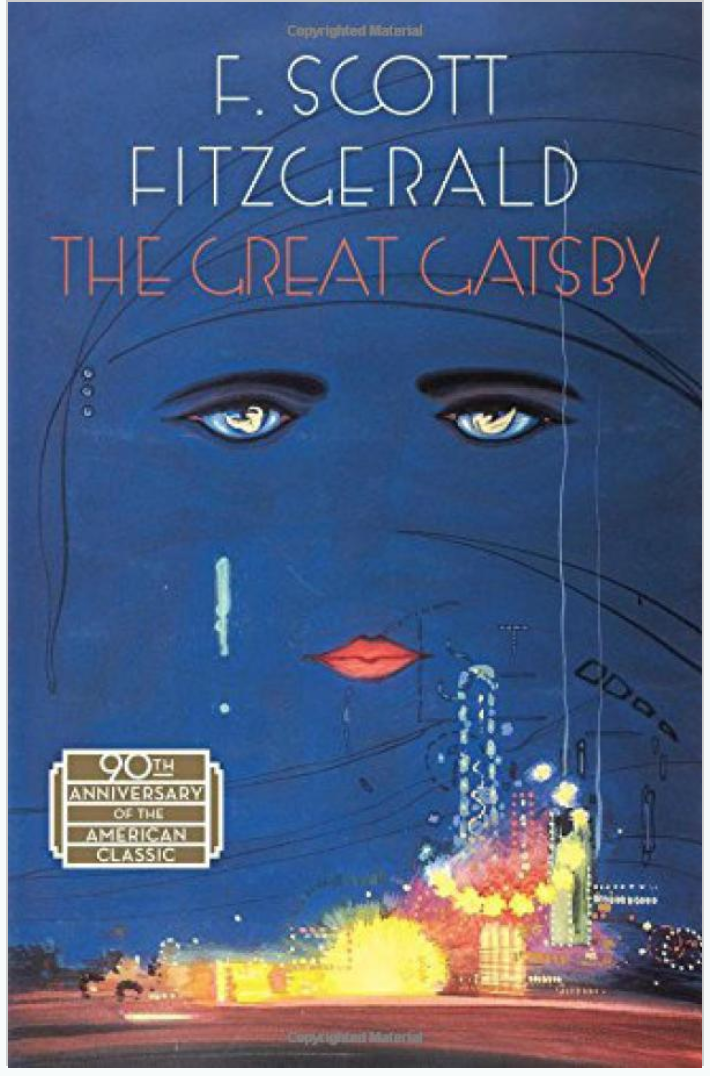 Copyrighted Material
F. SCOTT
FITZGERALD
THE GREAT GATSBY
90TH
ANNIVERSARY
OF THE
AMERICAN
CLASSIC
Copyrighted Material